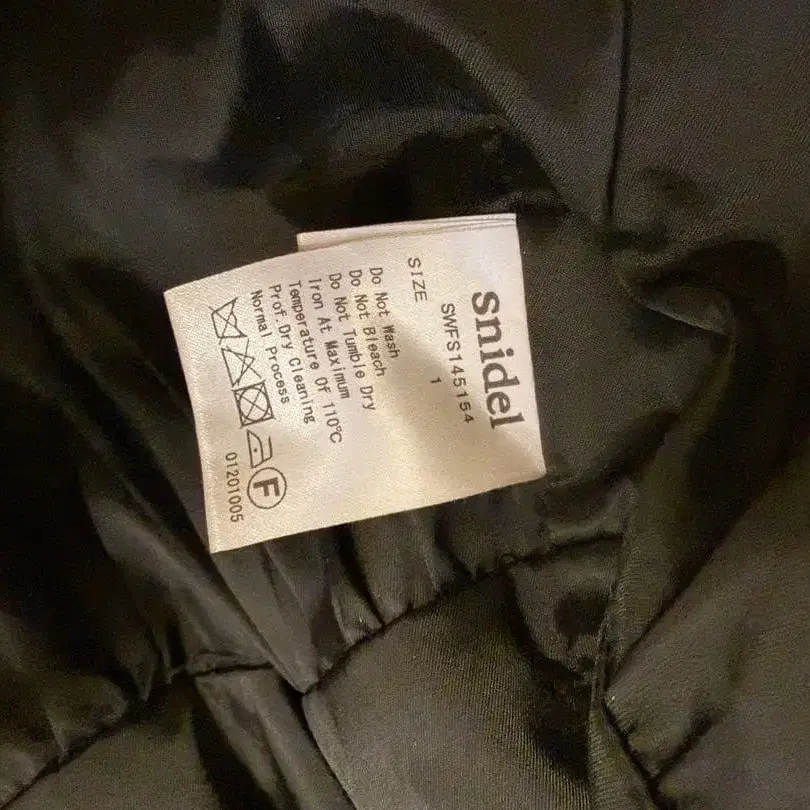 snidel
SWFS145154
SIZE 1
Do Not Wash
Do Not Bleach
Do Not Tumble Dry
Iron At Maximum
Temperature Of 110℃
Prof Dry Cleaning
Normal Process
F
01201005